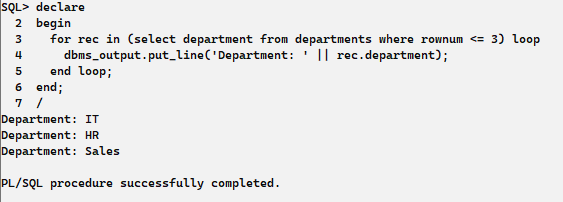 SQL> declare
  2  begin
  3    for rec in (select department from departments where rownum <= 3) loop
  4      dbms_output.put_line('Department: ' || rec.department);
  5    end loop;
  6  end;
  7  /
Department: IT
Department: HR
Department: Sales

PL/SQL procedure successfully completed.